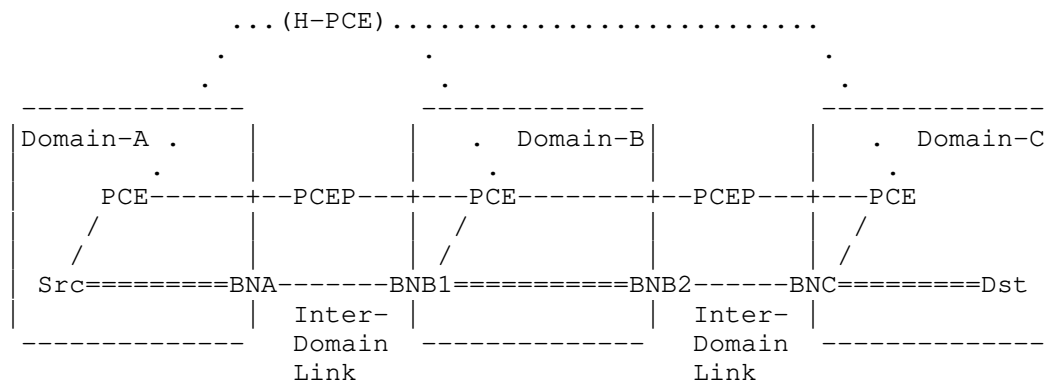 ...(H-PCE)...........................
Domain-A Domain-B Domain-C
PCE------+--PCEP---+---PCE--------+--PCEP---+---PCE
Src=========BNA-------BNB1===========BNB2------BNC=========Dst
Inter- Inter-
Domain Domain
Link Link